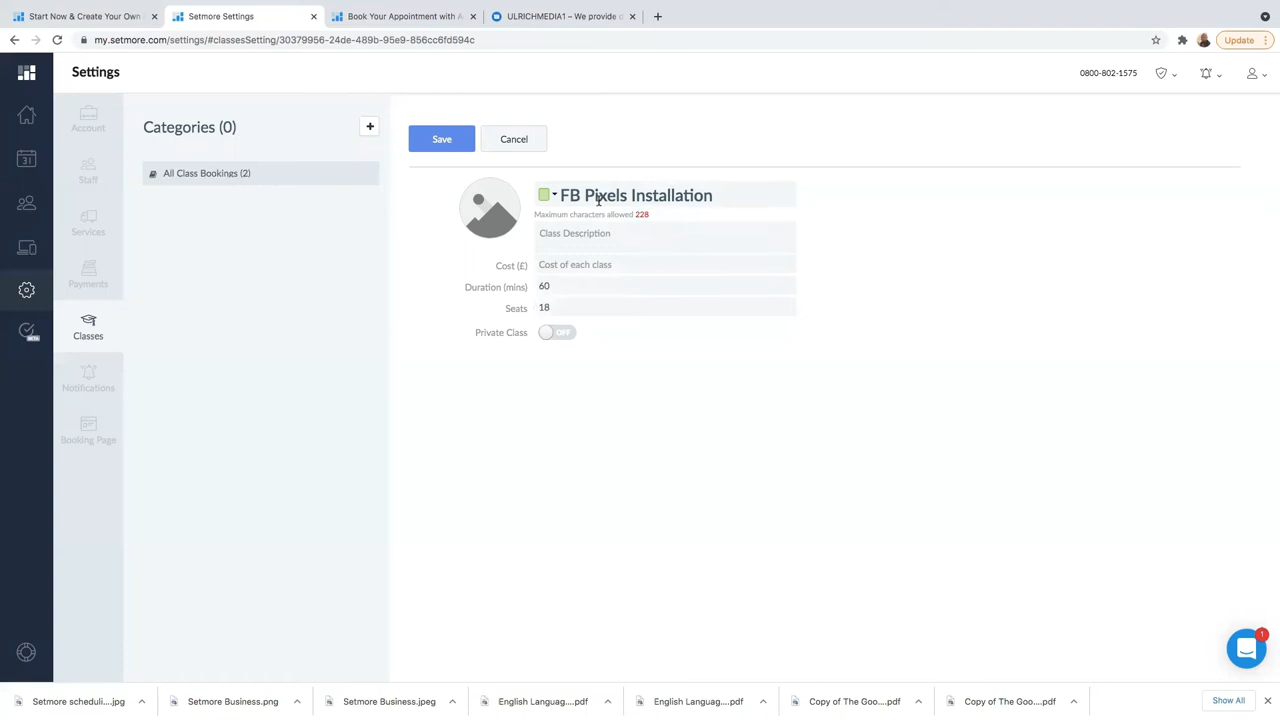 Start Now & Create Your Own
Setmore Settings
Book Your Appointment with A
ULRICHMEDIA1 – We provide d
my.setmore.com/settings/#classesSetting/30379956-24de-489b-95e9-856cc6fd594c
Update
Settings
0800-802-1575
31
BETA
Account
Staff
Services
Payments
Classes
Notifications
Booking Page
Categories (0)
All Class Bookings (2)
Save
Cancel
FB Pixels Installation
Maximum characters allowed 228
Class Description
Cost (£)
Cost of each class
Duration (mins)
60
Seats
18
Private Class
OFF
1
Setmore scheduli....jpg
Setmore Business.png
Setmore Business.jpeg
English Languag....pdf
English Languag....pdf
Copy of The Goo....pdf
Copy of The Goo....pdf
Show All